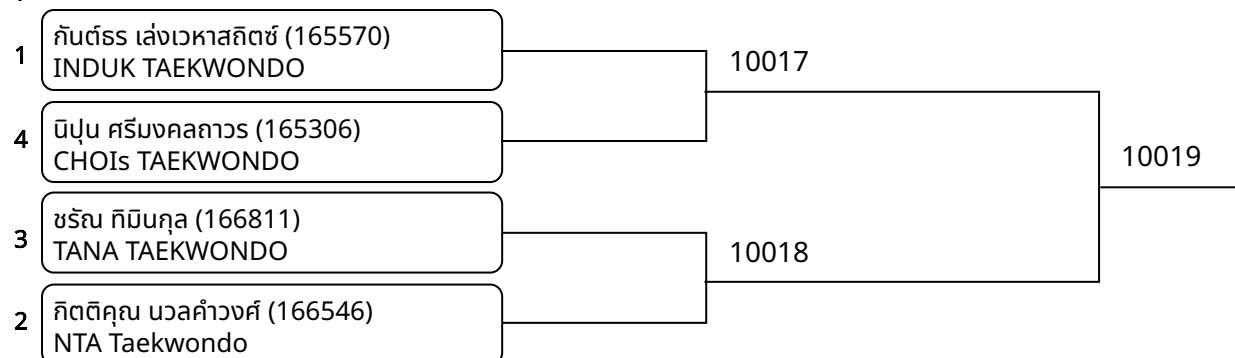 1
กันต์ธร เล่งเวหาสถิตซ์ (165570)
INDUK TAEKWONDO
10017
4
นิปุน ศรีมงคลถาวร (165306)
CHOIs TAEKWONDO
10019
3
ชรัณ ทิมินกุล (166811)
TANA TAEKWONDO
10018
2
กิตติคุณ นวลคำวงศ์ (166546)
NTA Taekwondo